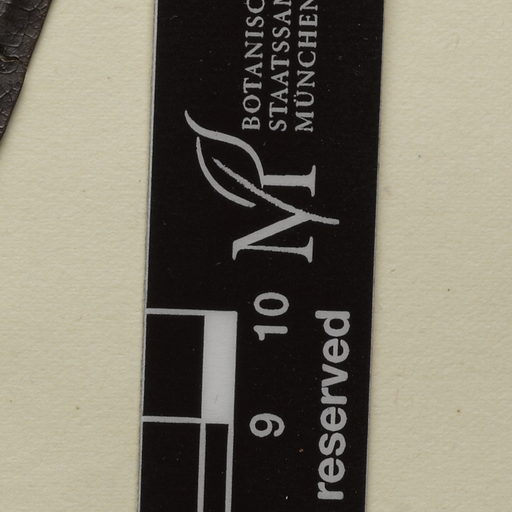 BOTANISC
STAATSSAM
MÜNCHEN
M
9 10
reserved